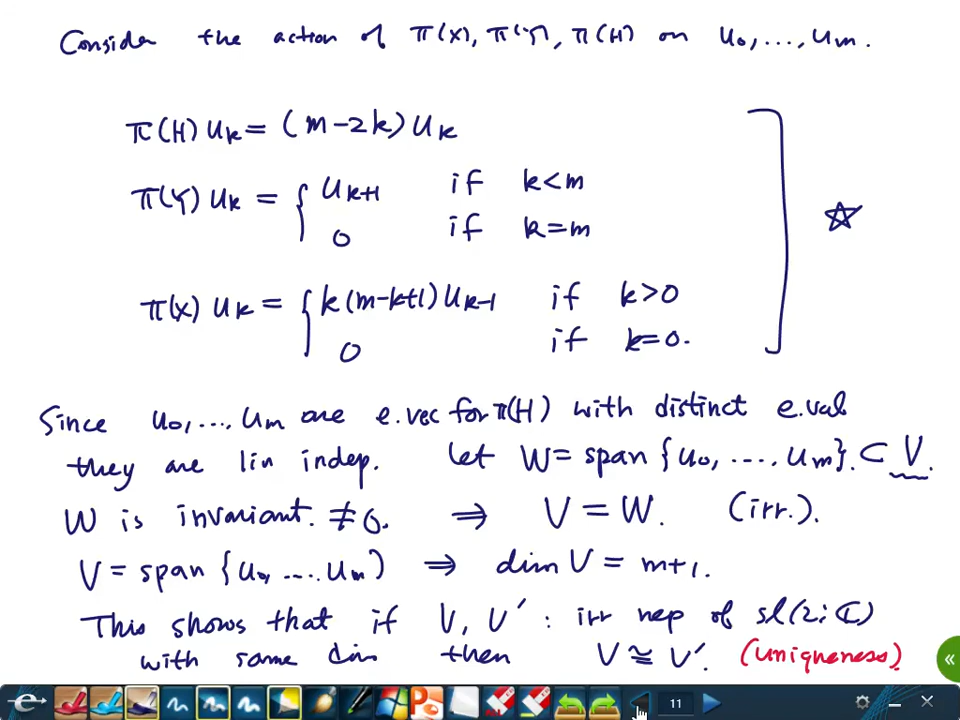 Consider the action of π(X), π(Y), π(H) on u₀,...,uₘ.
π(H) uₖ = (m-2k) uₖ
π(Y) uₖ = { uₖ₊₁ if k<m
0 if k=m
π(X) uₖ = { k(m-k+1) uₖ₋₁ if k>0
0 if k=0.
☆
Since u₀,...,uₘ are e.vec for π(H) with distinct e.val
they are lin indep. let W = span {u₀, ..., uₘ}. ⊂ V.
W is invariant. ≠0. ⇒ V = W. (irr.).
V = span {u₀, ... uₘ) ⇒ dim V = m+1.
This shows that if V, V' : irr rep of sl(2;ℂ)
with same dim then V ≅ V'. (uniqueness)
11